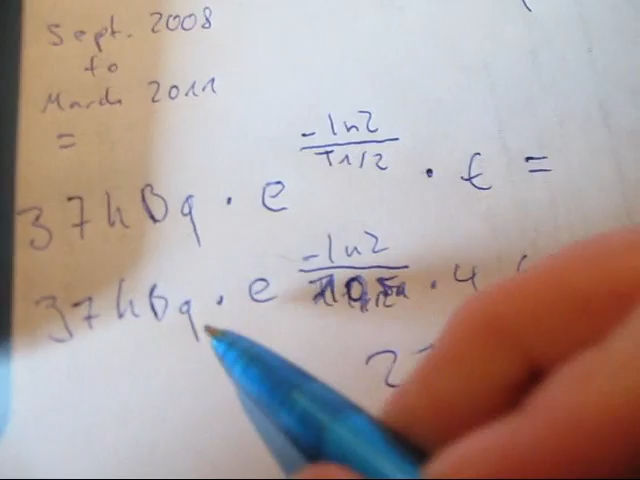 Sept. 2008
to
March 2011
=
37kBq · e -ln2/T1/2 · t =
37kBq · e -ln2 · 4